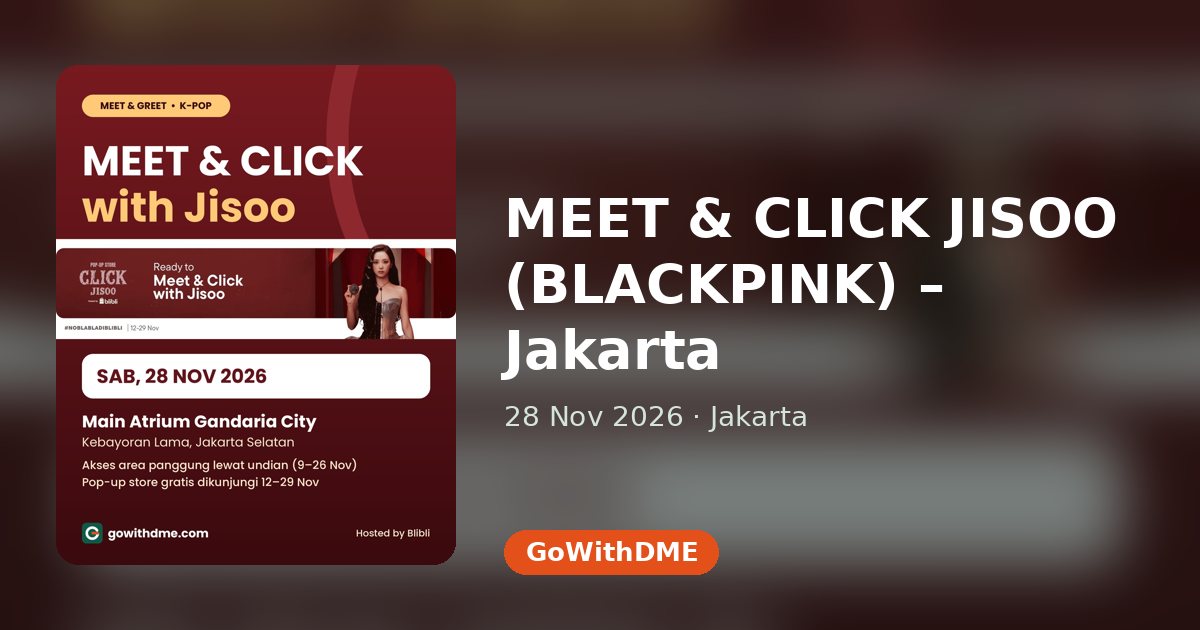 MEET & GREET • K-POP
MEET & CLICK
with Jisoo
POP-UP STORE
CLICK
JISOO
blibli
Ready to
Meet & Click
with Jisoo
#NOBLABLADIBLIBLI | 12-29 Nov
SAB, 28 NOV 2026
Main Atrium Gandaria City
Kebayoran Lama, Jakarta Selatan
Akses area panggung lewat undian (9–26 Nov)
Pop-up store gratis dikunjungi 12–29 Nov
gowithdme.com
Hosted by Blibli
MEET & CLICK JISOO
(BLACKPINK) –
Jakarta
28 Nov 2026 · Jakarta
GoWithDME